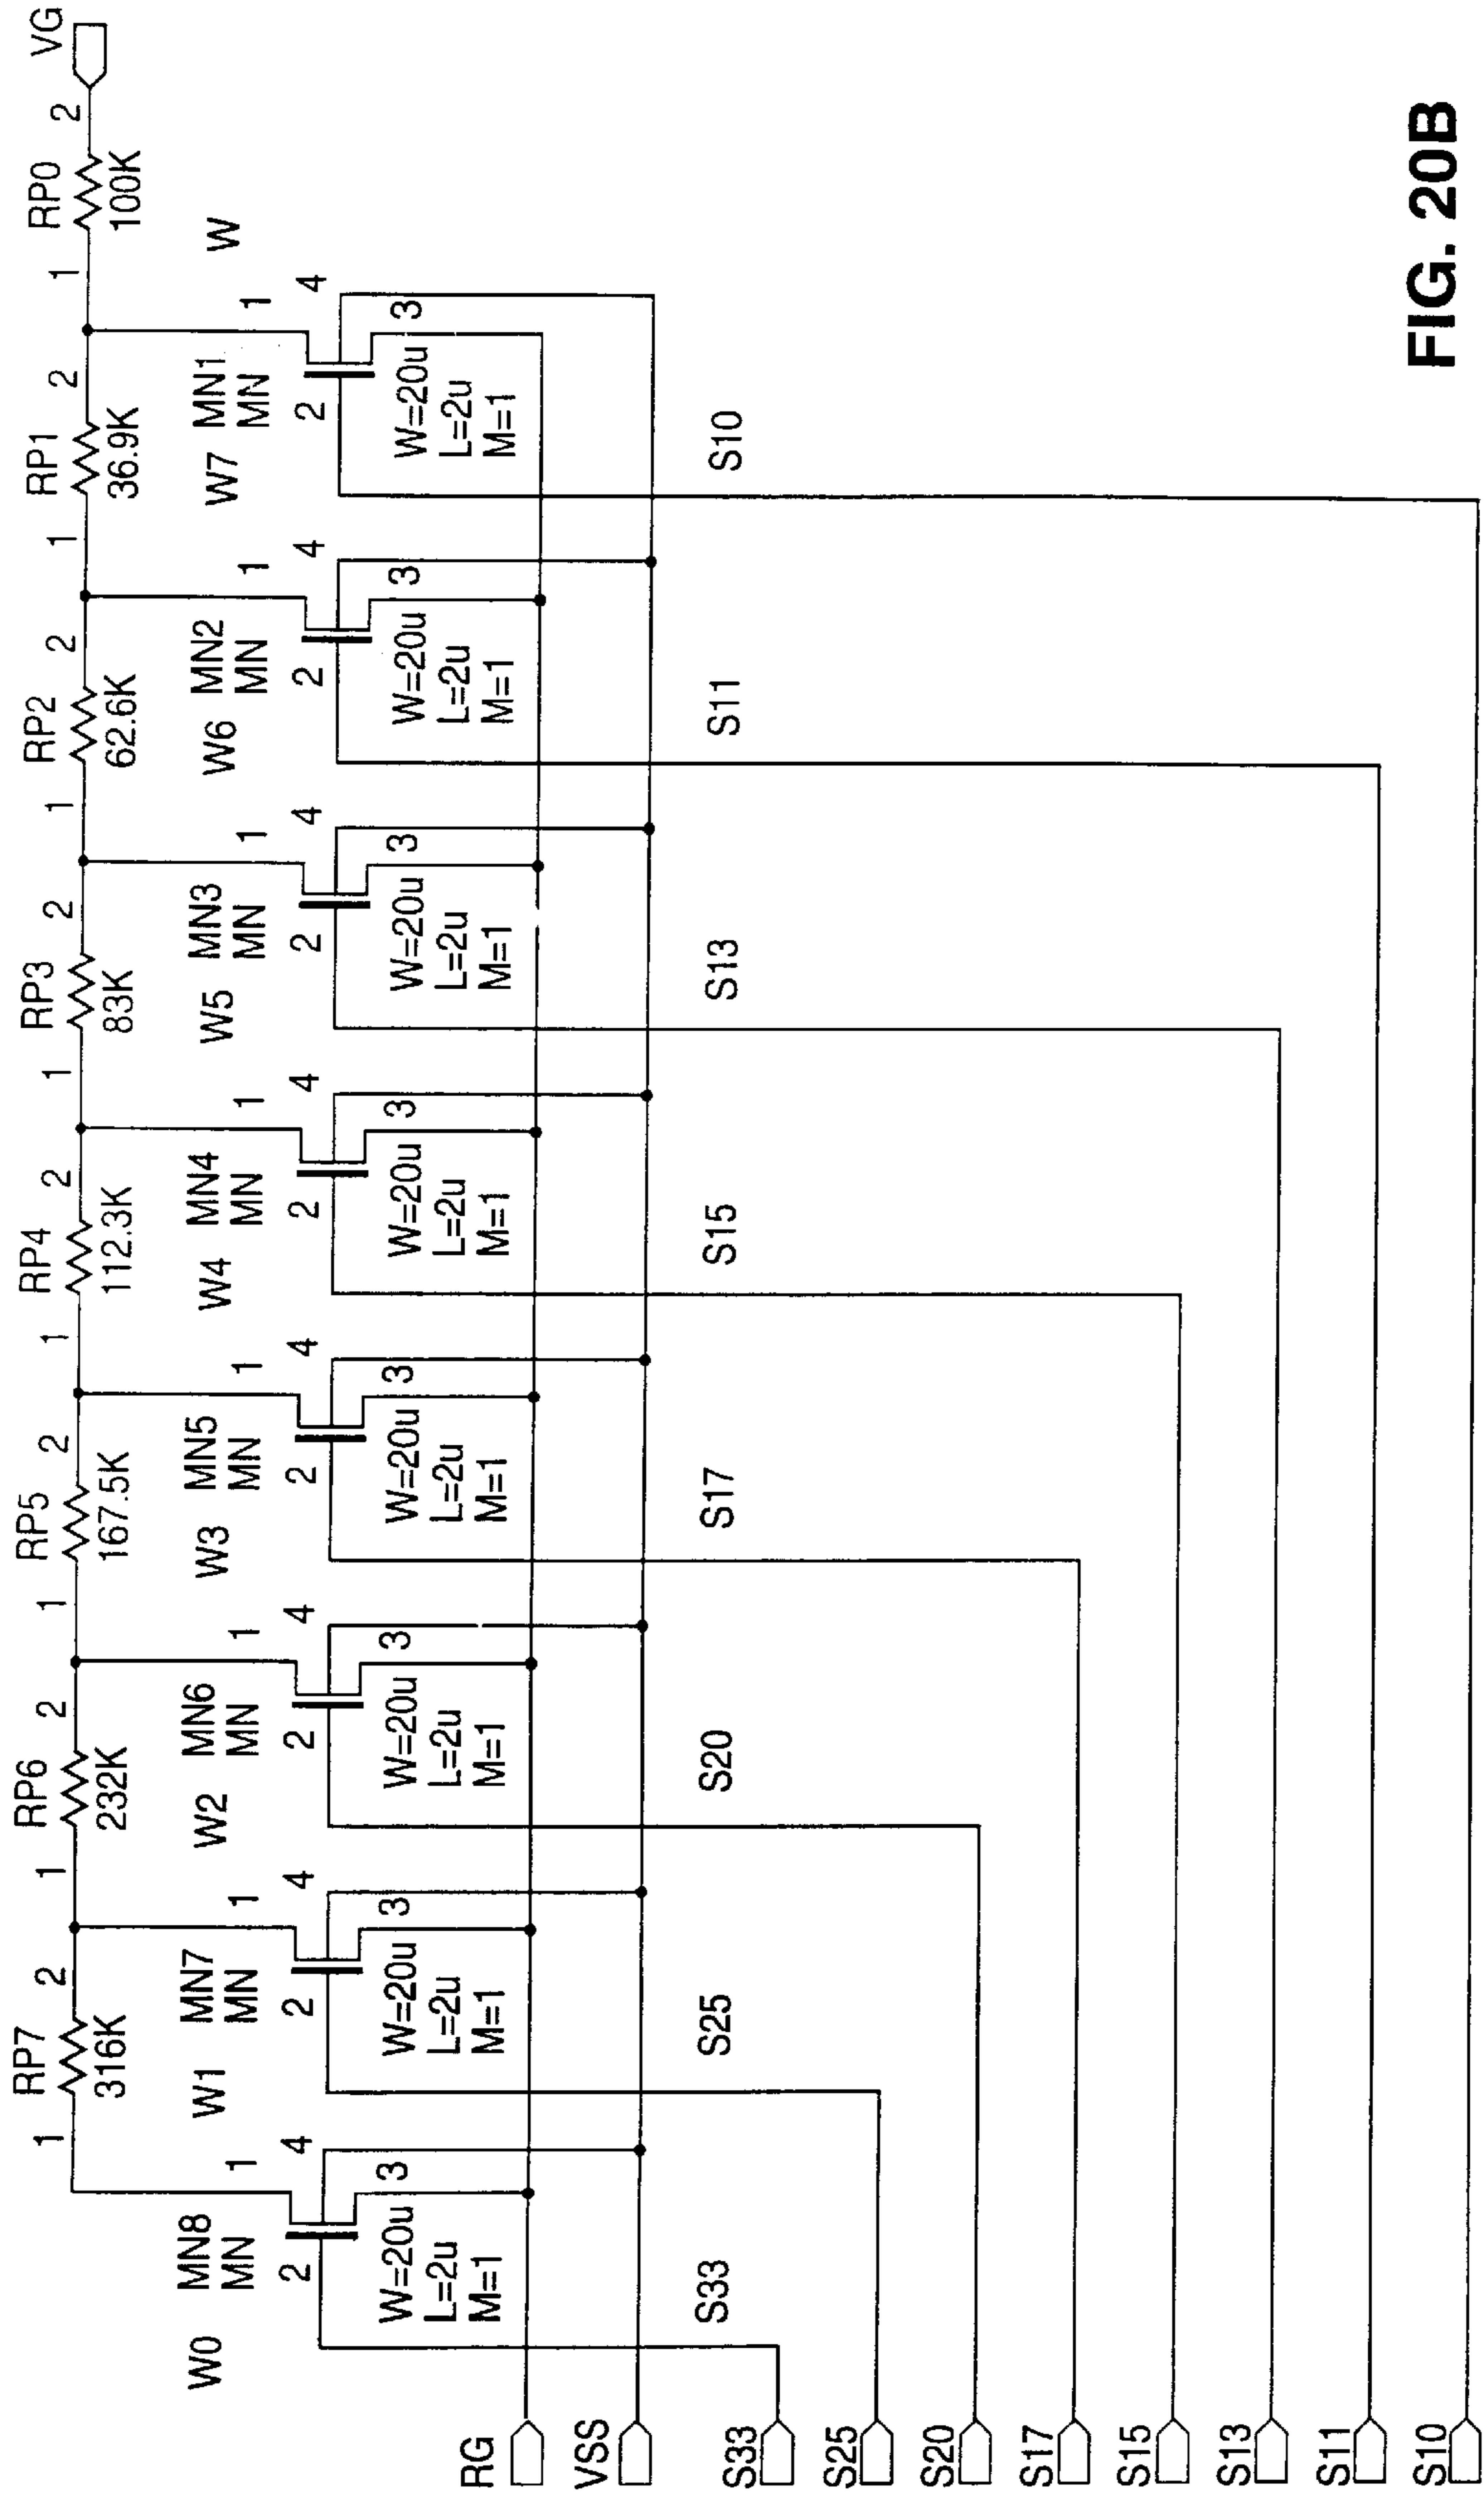 RP7
RP6
RP5
RP4
RP3
RP2
RP1
RP0
VG
1
2
1
2
1
2
1
2
1
2
1
2
1
2
1
2
316K
232K
167.5K
112.3K
83K
62.6K
36.9K
100K
W0
W1
W2
W3
W4
W5
W6
W7
W
MN8
MN
1
MN7
MN
1
MN6
MN
1
MN5
MN
1
MN4
MN
1
MN3
MN
1
MN2
MN
1
MN1
MN
1
2
4
2
4
2
4
2
4
2
4
2
4
2
4
2
4
3
3
3
3
3
3
3
3
W=20u
L=2u
M=1
W=20u
L=2u
M=1
W=20u
L=2u
M=1
W=20u
L=2u
M=1
W=20u
L=2u
M=1
W=20u
L=2u
M=1
W=20u
L=2u
M=1
W=20u
L=2u
M=1
RG
VSS
S33
S25
S20
S17
S15
S13
S11
S10
S33
S25
S20
S17
S15
S13
S11
S10
FIG. 20B